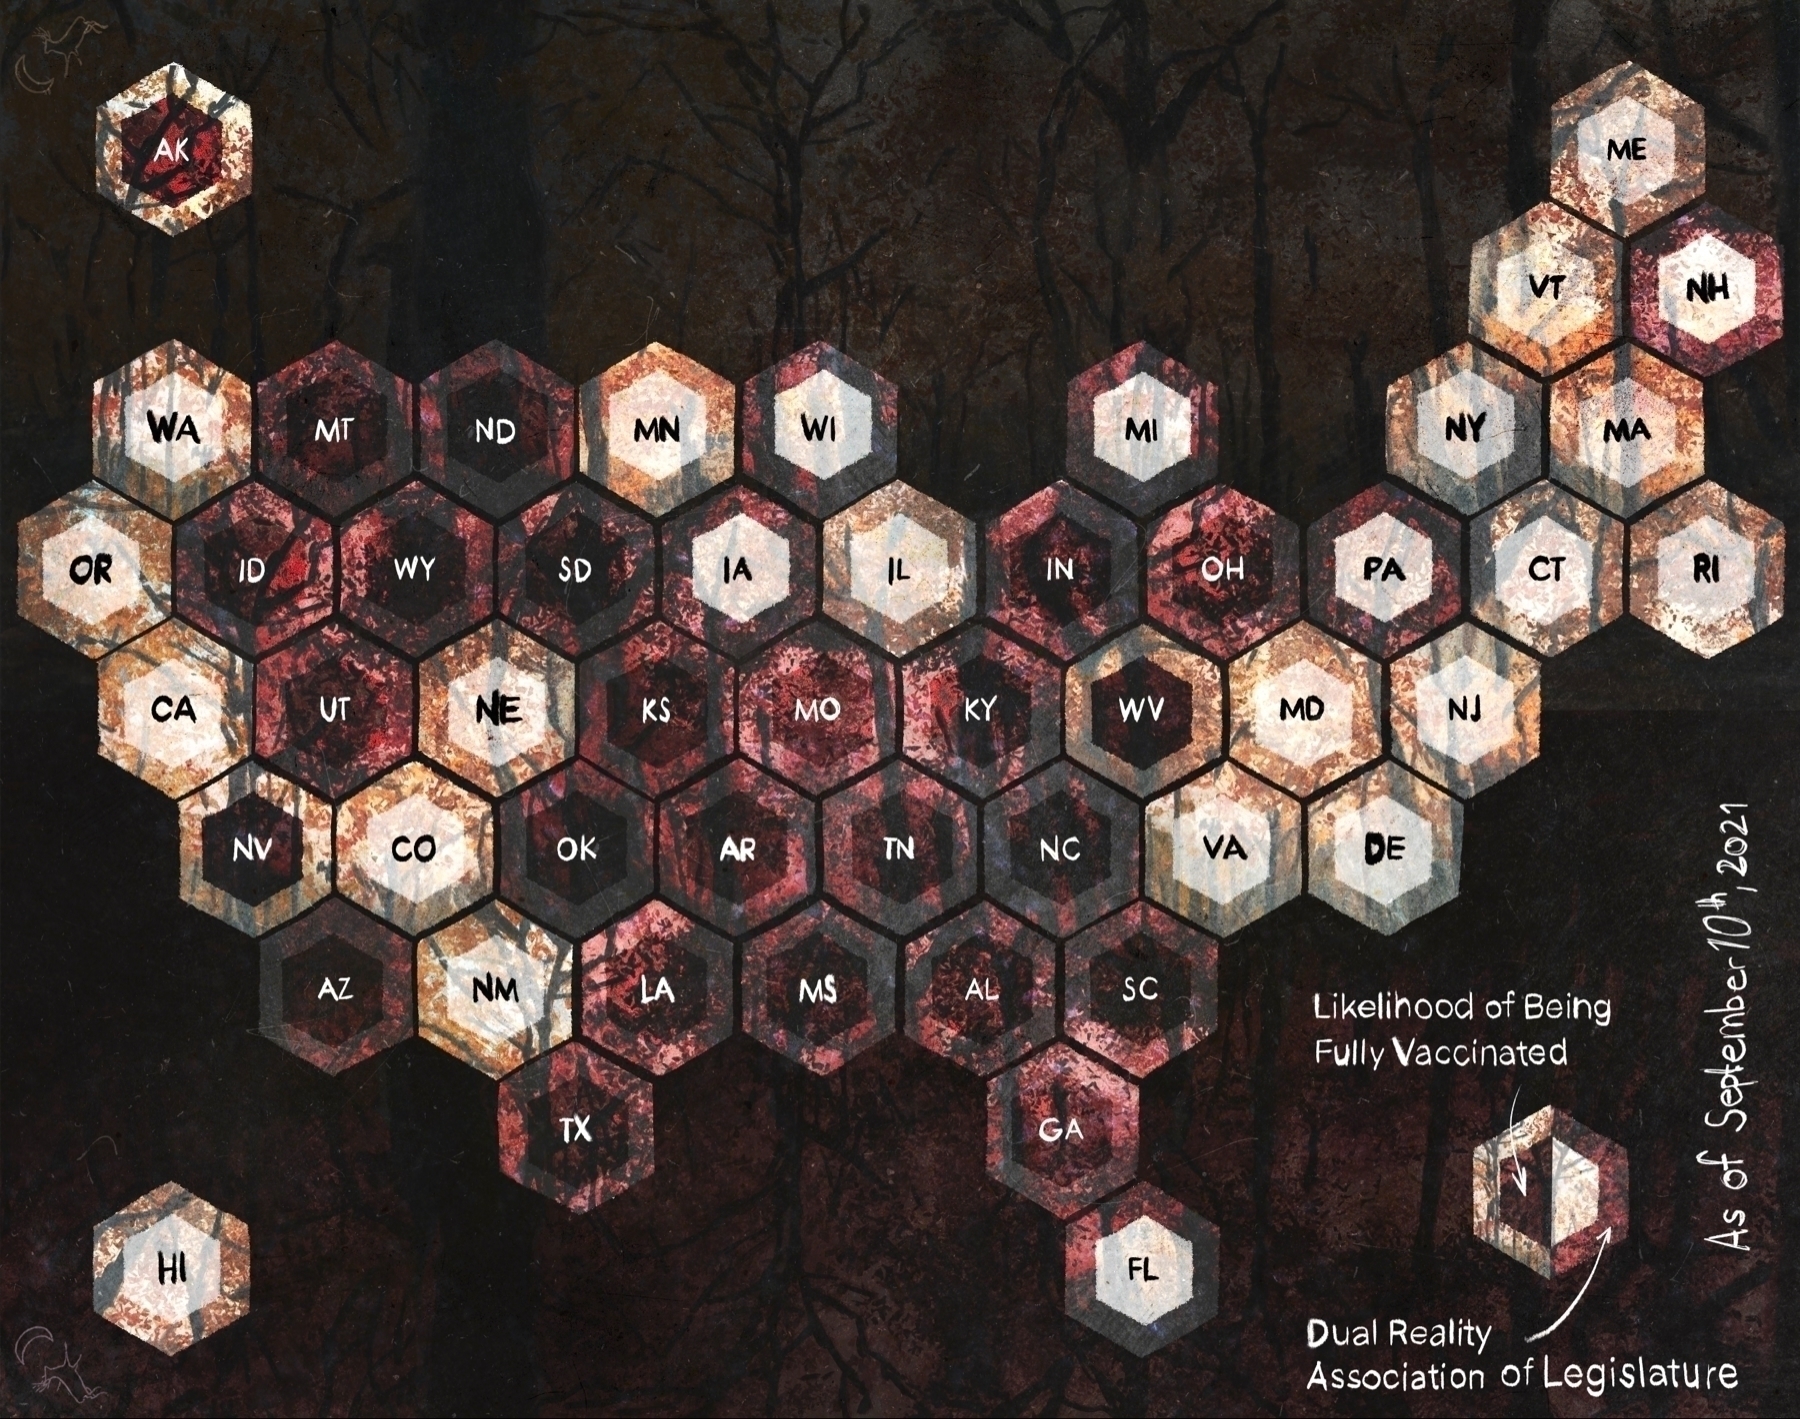 AK
ME
VT
NH
WA
MT
ND
MN
WI
MI
NY
MA
OR
ID
WY
SD
IA
IL
IN
OH
PA
CT
RI
CA
UT
NE
KS
MO
KY
WV
MD
NJ
NV
CO
OK
AR
TN
NC
VA
DE
AZ
NM
LA
MS
AL
SC
TX
GA
HI
FL
Likelihood of Being
Fully Vaccinated
Dual Reality
Association of Legislature
As of September 10th, 2021